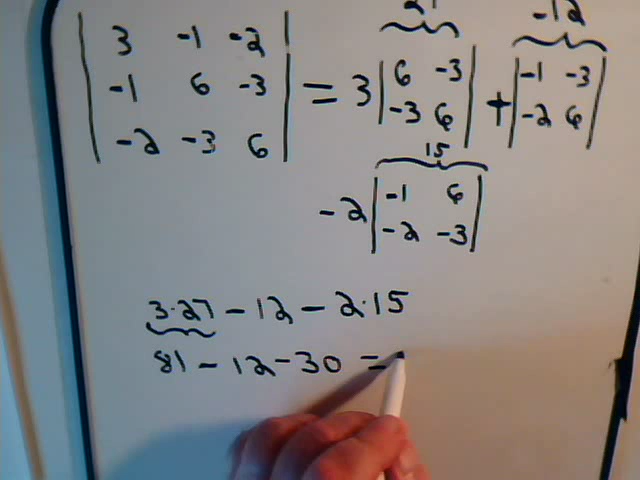 27 -12
3 -1 -2
-1 6 -3 = 3 | 6 -3 | + | -1 -3 |
-2 -3 6 | -3 6 | | -2 6 |
15
-2 | -1 6 |
| -2 -3 |
3·27 - 12 - 2·15
81 - 12 - 30 =